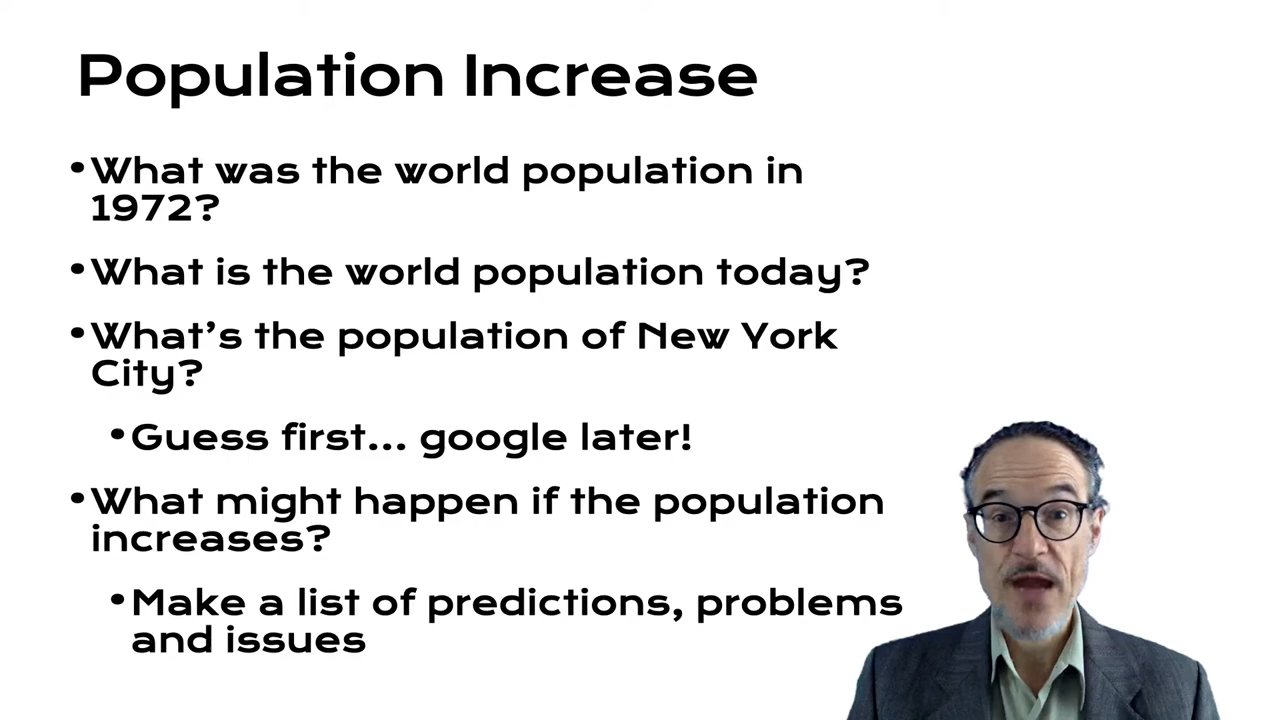 Population Increase
•What was the world population in
1972?
•What is the world population today?
•What’s the population of New York
City?
•Guess first... google later!
•What might happen if the population
increases?
•Make a list of predictions, problems
and issues